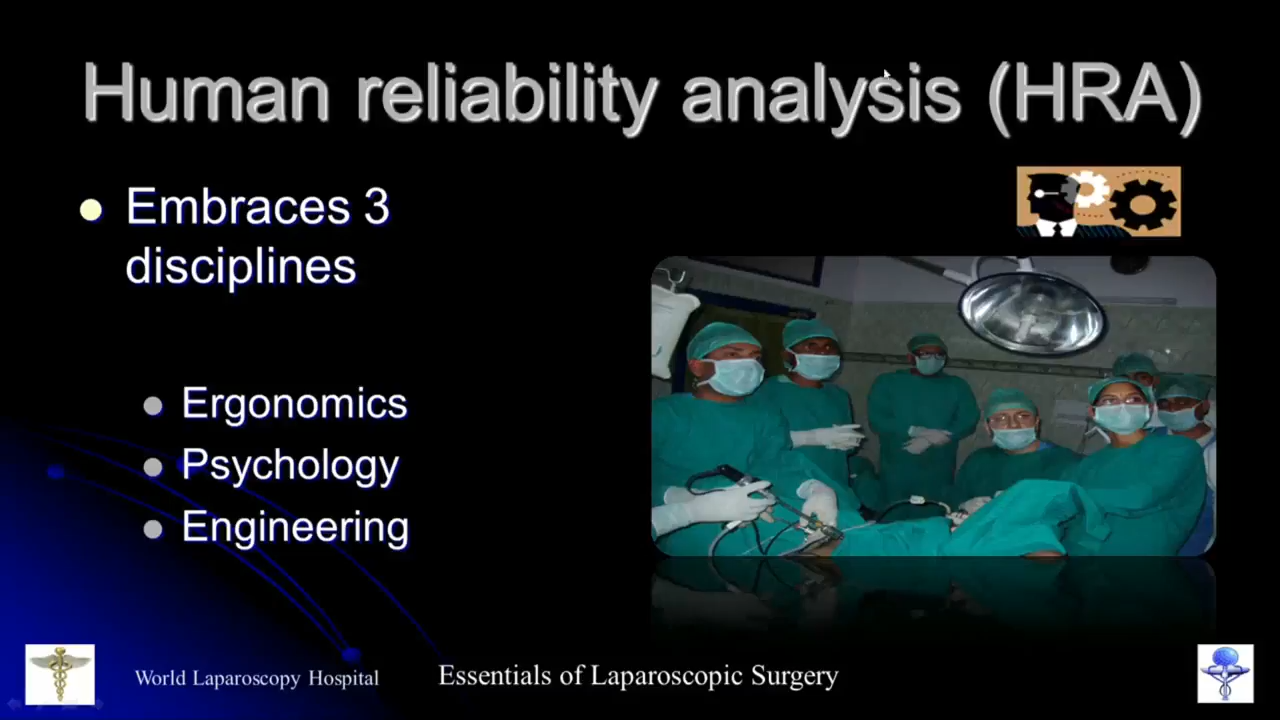 Human reliability analysis (HRA)
Embraces 3
disciplines
Ergonomics
Psychology
Engineering
World Laparoscopy Hospital
Essentials of Laparoscopic Surgery